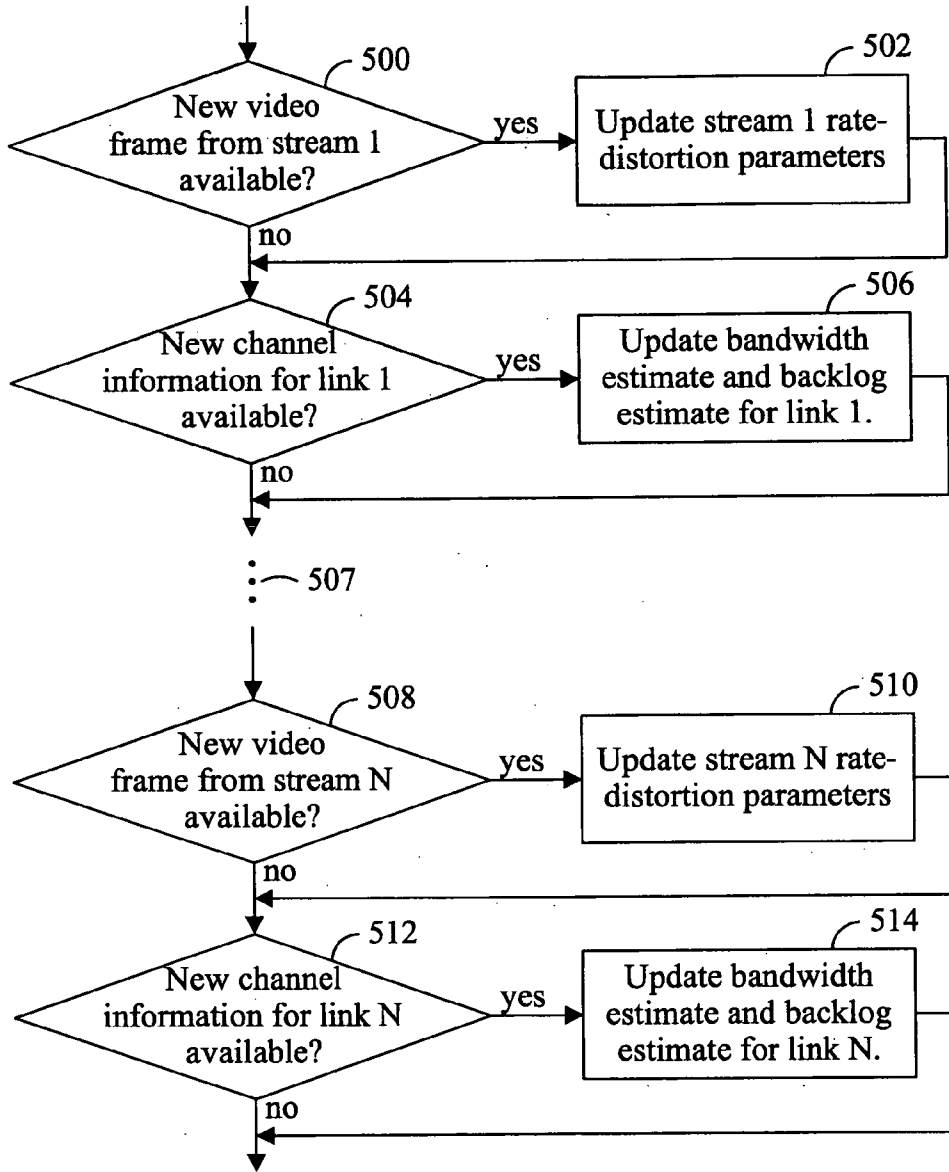 500
New video
frame from stream 1
available?
yes
502
Update stream 1 rate-
distortion parameters
no
504
New channel
information for link 1
available?
yes
506
Update bandwidth
estimate and backlog
estimate for link 1.
no
507
508
New video
frame from stream N
available?
yes
510
Update stream N rate-
distortion parameters
no
512
New channel
information for link N
available?
yes
514
Update bandwidth
estimate and backlog
estimate for link N.
no